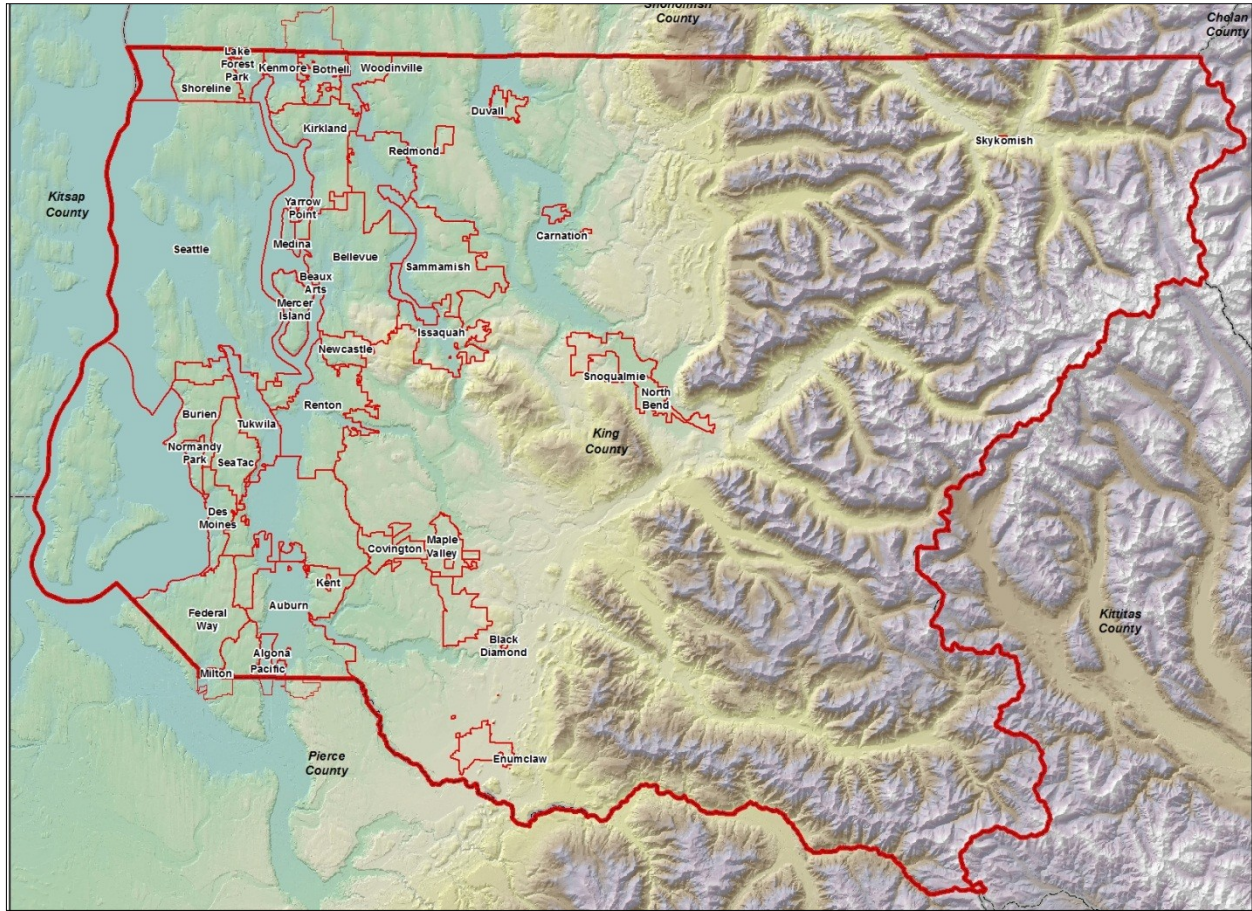 Snohomish
County
Chelan
County
Lake
Forest
Park
Kenmore
Bothell
Woodinville
Shoreline
Duvall
Kirkland
Redmond
Skykomish
Kitsap
County
Yarrow
Point
Carnation
Seattle
Medina
Bellevue
Sammamish
Beaux
Arts
Mercer
Island
Issaquah
Newcastle
Snoqualmie
North
Bend
Renton
Burien
Tukwila
King
County
Normandy
Park
SeaTac
Des
Moines
Covington
Maple
Valley
Kent
Auburn
Federal
Way
Kittitas
County
Black
Diamond
Algona
Pacific
Milton
Pierce
County
Enumclaw